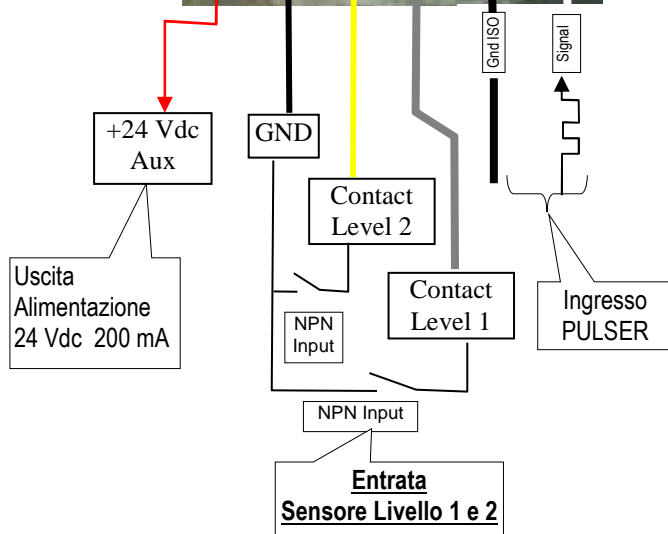 Gnd ISO
Signal
+24 Vdc
Aux
GND
Contact
Level 2
Uscita
Alimentazione
24 Vdc 200 mA
NPN
Input
Contact
Level 1
Ingresso
PULSER
NPN Input
Entrata
Sensore Livello 1 e 2